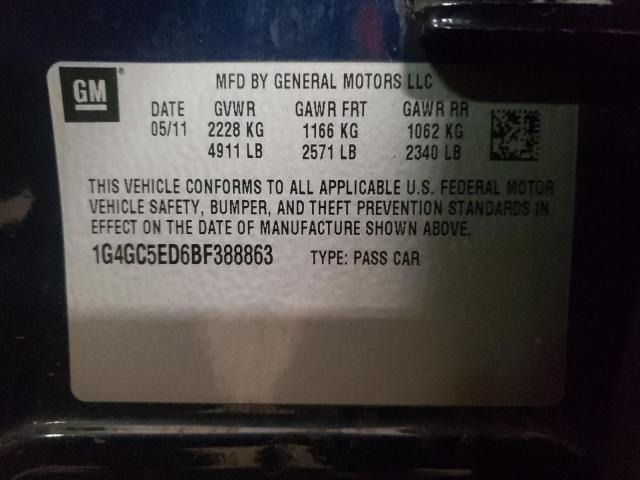 GM ®
MFD BY GENERAL MOTORS LLC
DATE GVWR GAWR FRT GAWR RR
05/11 2228 KG 1166 KG 1062 KG
4911 LB 2571 LB 2340 LB
THIS VEHICLE CONFORMS TO ALL APPLICABLE U.S. FEDERAL MOTOR
VEHICLE SAFETY, BUMPER, AND THEFT PREVENTION STANDARDS IN
EFFECT ON THE DATE OF MANUFACTURE SHOWN ABOVE.
1G4GC5ED6BF388863 TYPE: PASS CAR